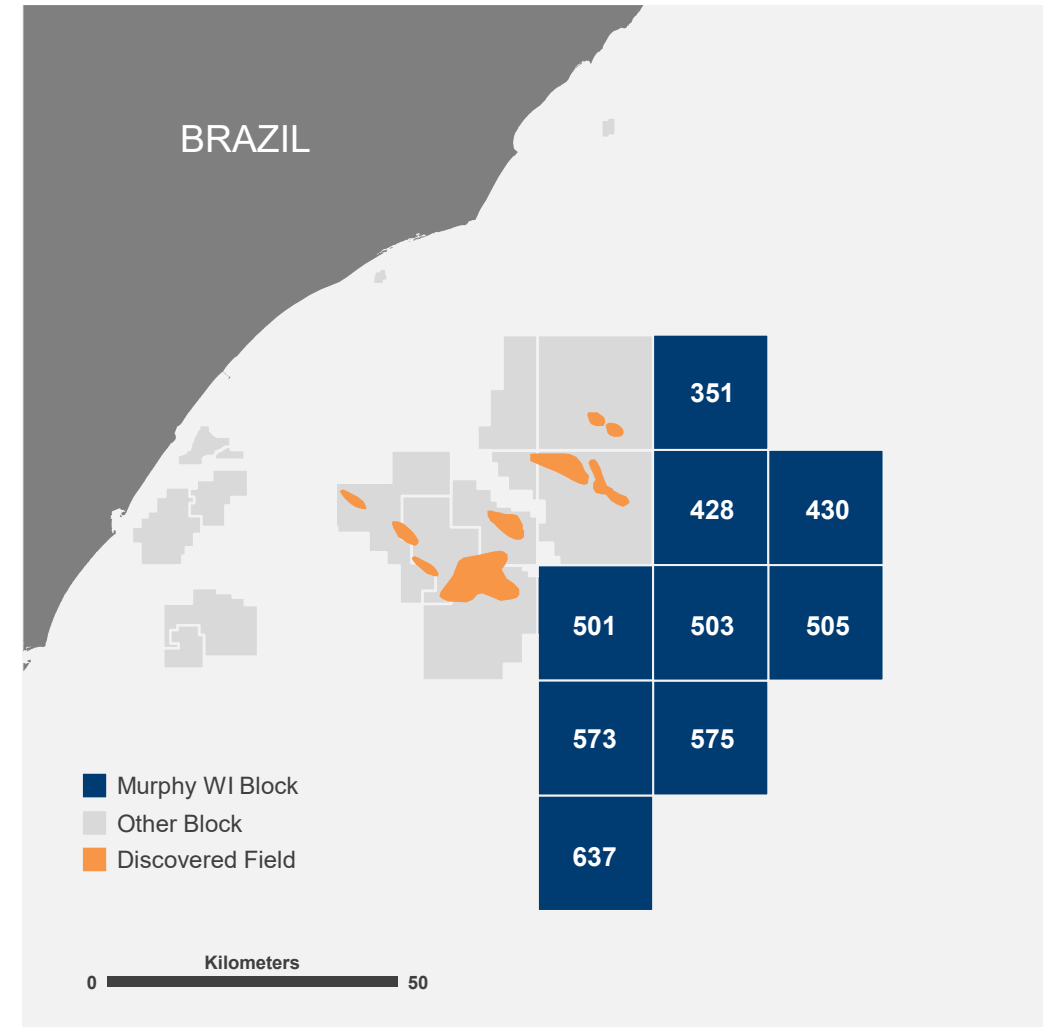 BRAZIL
351
428
430
501
503
505
573
575
637
Murphy WI Block
Other Block
Discovered Field
Kilometers
0
50